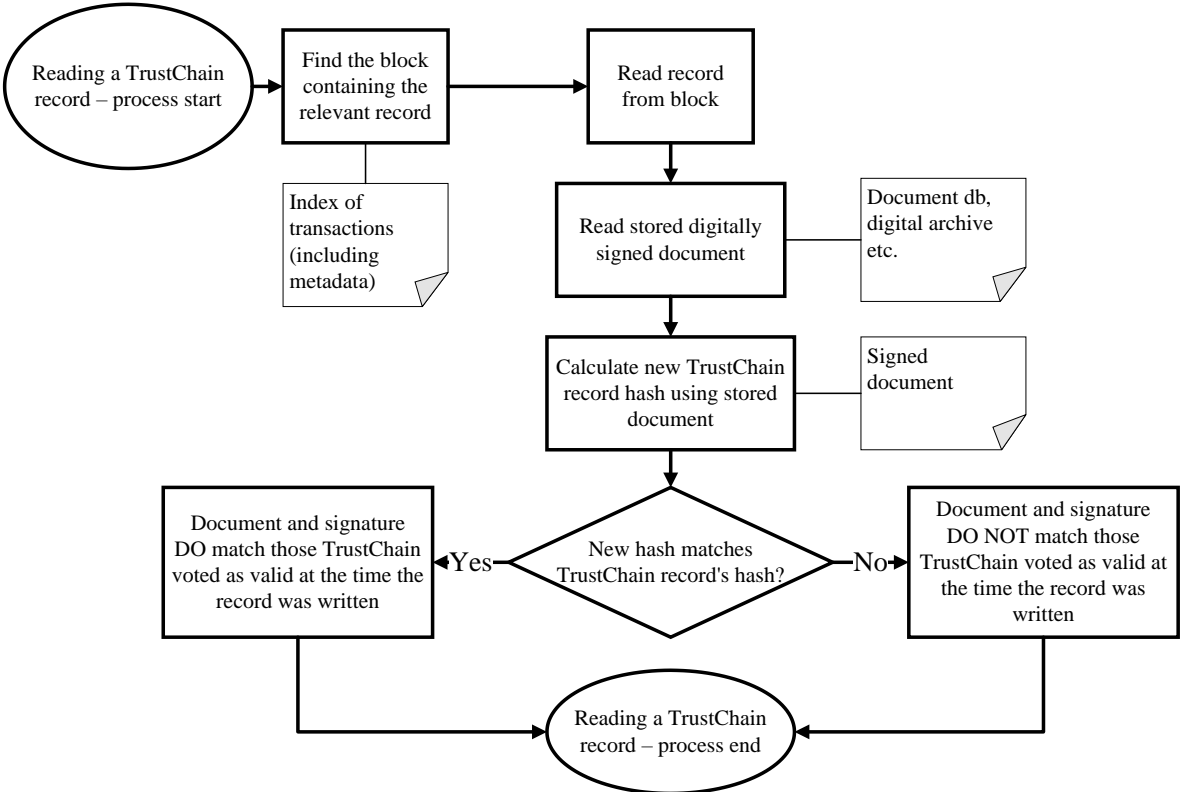 Reading a TrustChain
record – process start
Find the block
containing the
relevant record
Read record
from block
Index of
transactions
(including
metadata)
Read stored digitally
signed document
Document db,
digital archive
etc.
Calculate new TrustChain
record hash using stored
document
Signed
document
Document and signature
DO match those TrustChain
voted as valid at the time the
record was written
Yes
New hash matches
TrustChain record's hash?
No
Document and signature
DO NOT match those
TrustChain voted as valid at
the time the record was
written
Reading a TrustChain
record – process end